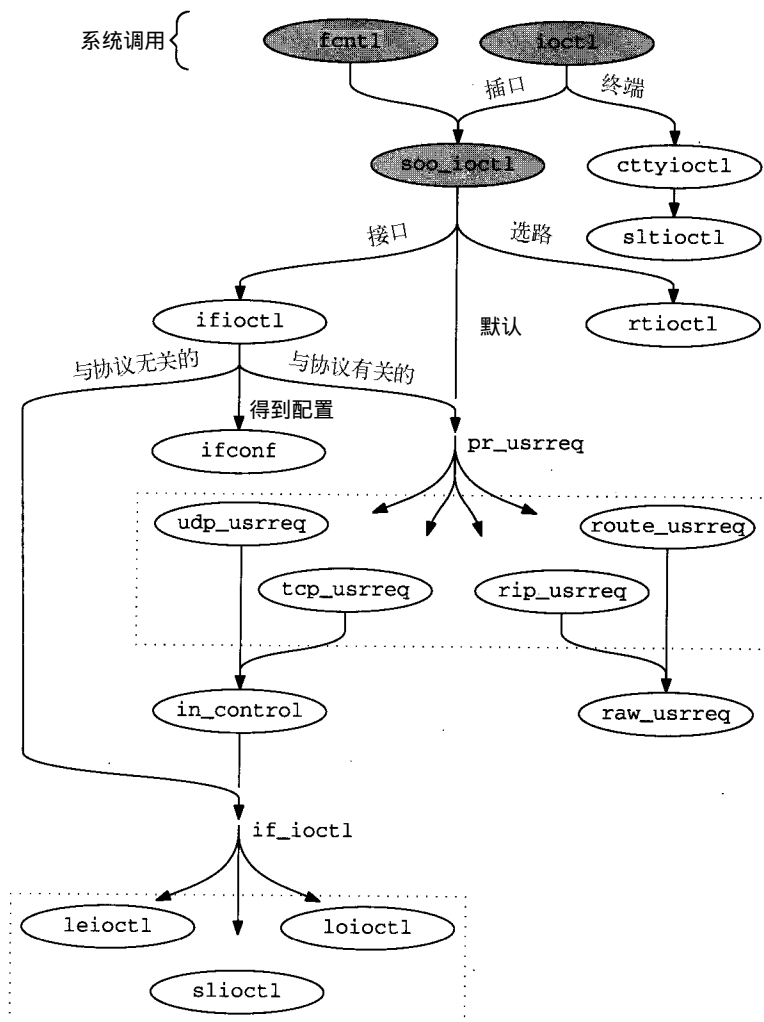 系统调用
fcntl
ioctl
插口
终端
soo_ioctl
cttyioctl
sltioctl
接口
选路
ifioctl
默认
rtioctl
与协议无关的
与协议有关的
得到配置
ifconf
pr_usrreq
udp_usrreq
route_usrreq
tcp_usrreq
rip_usrreq
in_control
raw_usrreq
if_ioctl
leioctl
loioctl
slioctl